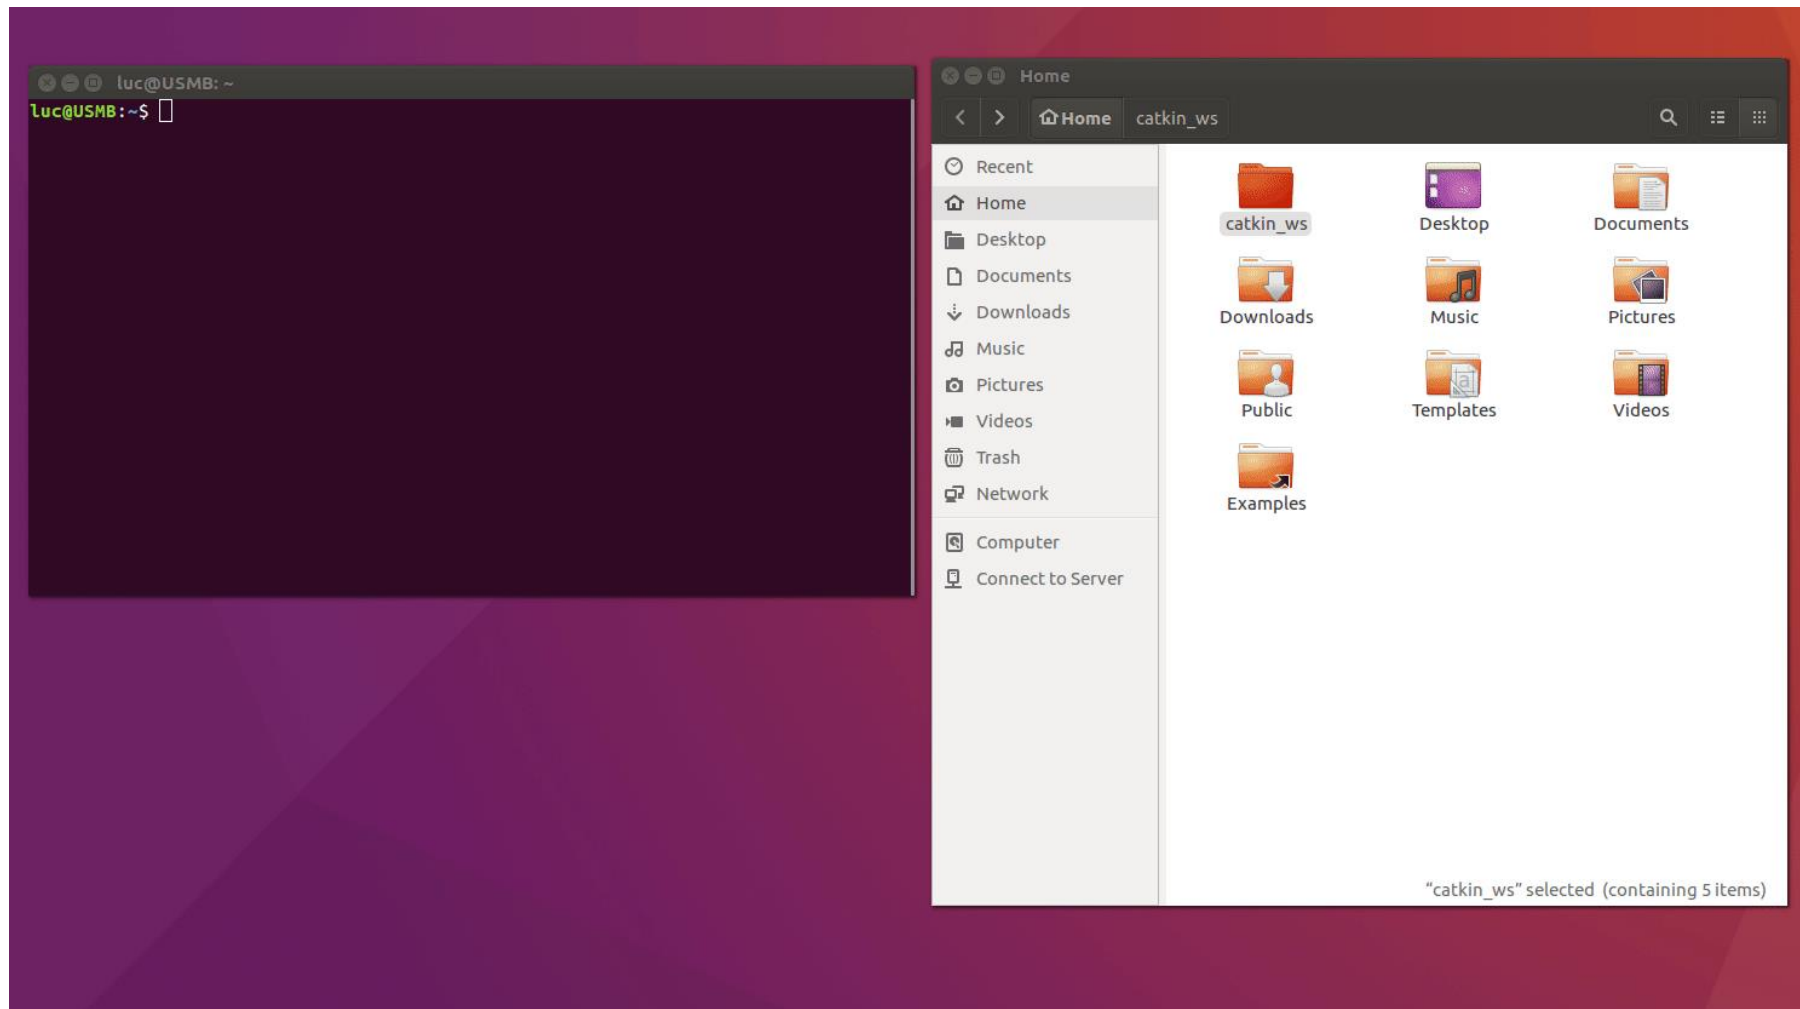 luc@USMB: ~
luc@USMB:~$
Home
Home catkin_ws
Recent
Home
Desktop
Documents
Downloads
Music
Pictures
Videos
Trash
Network
Computer
Connect to Server
catkin_ws Desktop Documents
Downloads Music Pictures
Public Templates Videos
Examples
“catkin_ws” selected (containing 5 items)